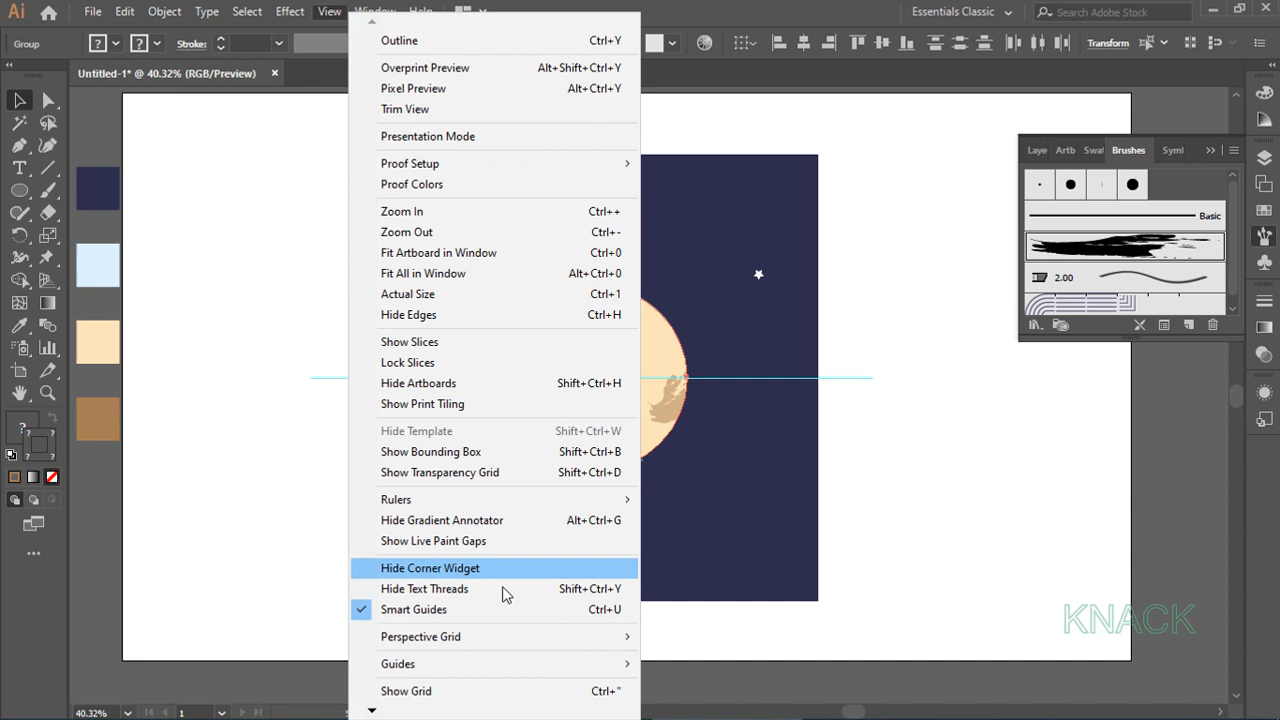 Ai File Edit Object Type Select Effect View Window Help Essentials Classic Search Adobe Stock
Group Stroke: Transform
Untitled-1* @ 40.32% (RGB/Preview)
Outline Ctrl+Y
Overprint Preview Alt+Shift+Ctrl+Y
Pixel Preview Alt+Ctrl+Y
Trim View
Presentation Mode
Proof Setup
Proof Colors
Zoom In Ctrl++
Zoom Out Ctrl+-
Fit Artboard in Window Ctrl+0
Fit All in Window Alt+Ctrl+0
Actual Size Ctrl+1
Hide Edges Ctrl+H
Show Slices
Lock Slices
Hide Artboards Shift+Ctrl+H
Show Print Tiling
Hide Template Shift+Ctrl+W
Show Bounding Box Shift+Ctrl+B
Show Transparency Grid Shift+Ctrl+D
Rulers
Hide Gradient Annotator Alt+Ctrl+G
Show Live Paint Gaps
Hide Corner Widget
Hide Text Threads Shift+Ctrl+Y
Smart Guides Ctrl+U
Perspective Grid
Guides
Show Grid Ctrl+"
Laye Artb Swat Brushes Symt
Basic
2.00
KNACK
40.32% 1